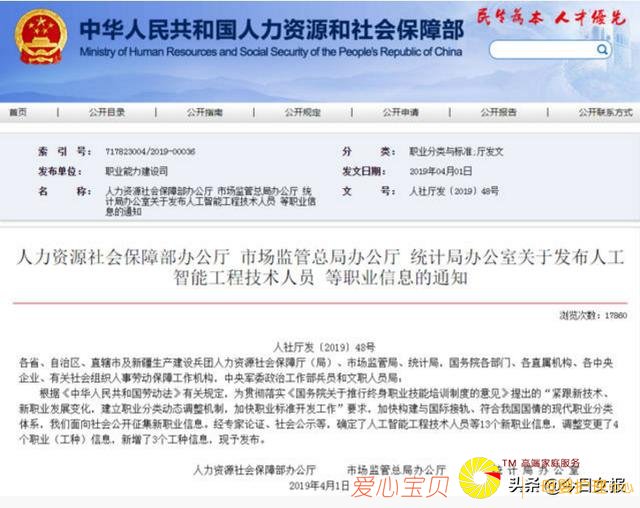 中华人民共和国人力资源和社会保障部
Ministry of Human Resources and Social Security of the People's Republic of China
民生为本 人才优先
首页 公开目录 公开指南 公开规定 公开申请 公开报告 公开联系方式
索 引 号： 717823004/2019-00036 分 类： 职业分类与标准;厅发文
发布单位： 职业能力建设司 发文日期： 2019年04月01日
名 称： 人力资源社会保障部办公厅 市场监管总局办公厅 统 文 号： 人社厅发〔2019〕48号
计局办公室关于发布人工智能工程技术人员 等职业信
息的通知
人力资源社会保障部办公厅 市场监管总局办公厅 统计局办公室关于发布人工
智能工程技术人员 等职业信息的通知
浏览次数：17860
人社厅发〔2019〕48号
各省、自治区、直辖市及新疆生产建设兵团人力资源社会保障厅（局）、市场监管局、统计局，国务院各部门、各直属机构、各中央
企业、有关社会组织人事劳动保障工作机构，中央军委政治工作部兵员和文职人员局：
根据《中华人民共和国劳动法》有关规定，为贯彻落实《国务院关于推行终身职业技能培训制度的意见》提出的“紧跟新技术、
新职业发展变化，建立职业分类动态调整机制，加快职业标准开发工作”要求，加快构建与国际接轨、符合我国国情的现代职业分类
体系，我们面向社会公开征集新职业信息，经专家论证、社会公示等，确定了人工智能工程技术人员等13个新职业信息，调整变更了4
个职业（工种）信息，新增了3个工种信息，现予发布。
人力资源社会保障部办公厅 市场监管总局办公厅 统计局办公室
2019年4月1日
TM 高端家庭服务
爱心宝贝
头条@今日女报